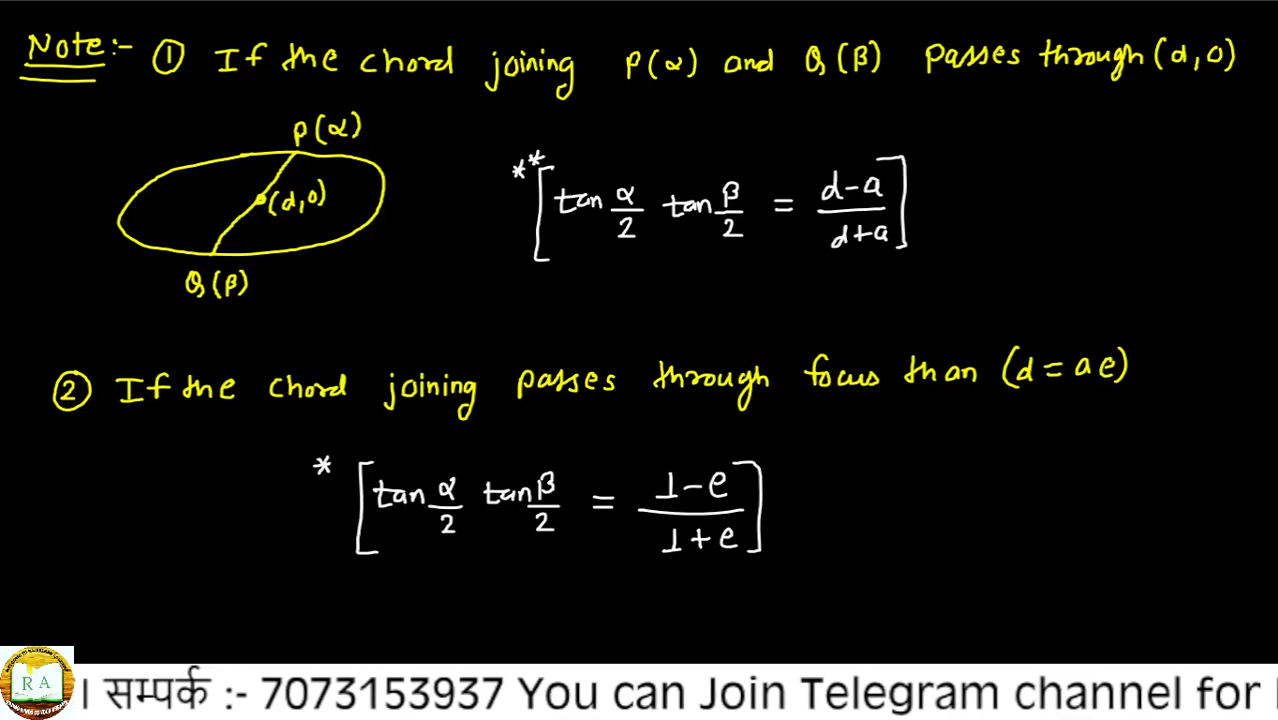 Note:- ① If the chord joining P(α) and Q(β) passes through (d, 0)
P(α)
(d, 0)
Q(β)
** [tan α/2 tan β/2 = d-a/d+a]
② If the chord joining passes through focus than (d = ae)
* [tan α/2 tan β/2 = 1-e/1+e]
RA
। सम्पर्क :- 7073153937 You can Join Telegram channel for